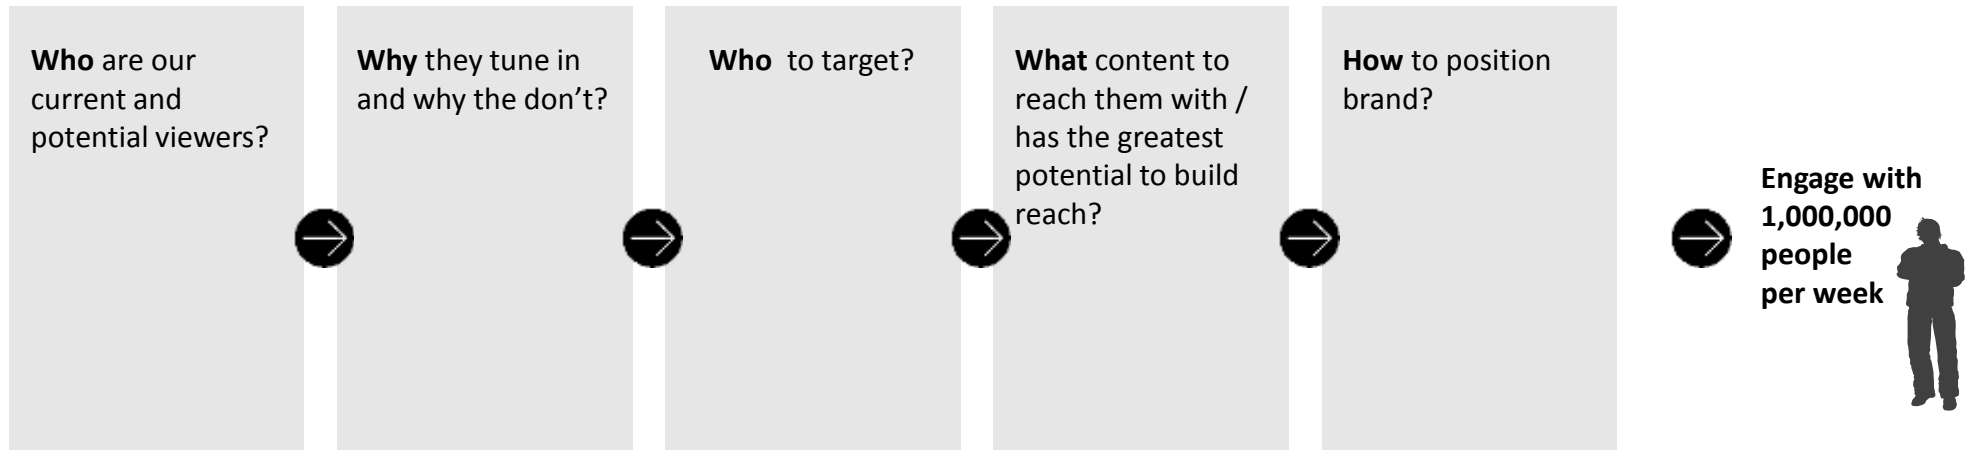 Who are our
current and
potential viewers?
Why they tune in
and why the don’t?
Who to target?
What content to
reach them with /
has the greatest
potential to build
reach?
How to position
brand?
Engage with
1,000,000
people
per week